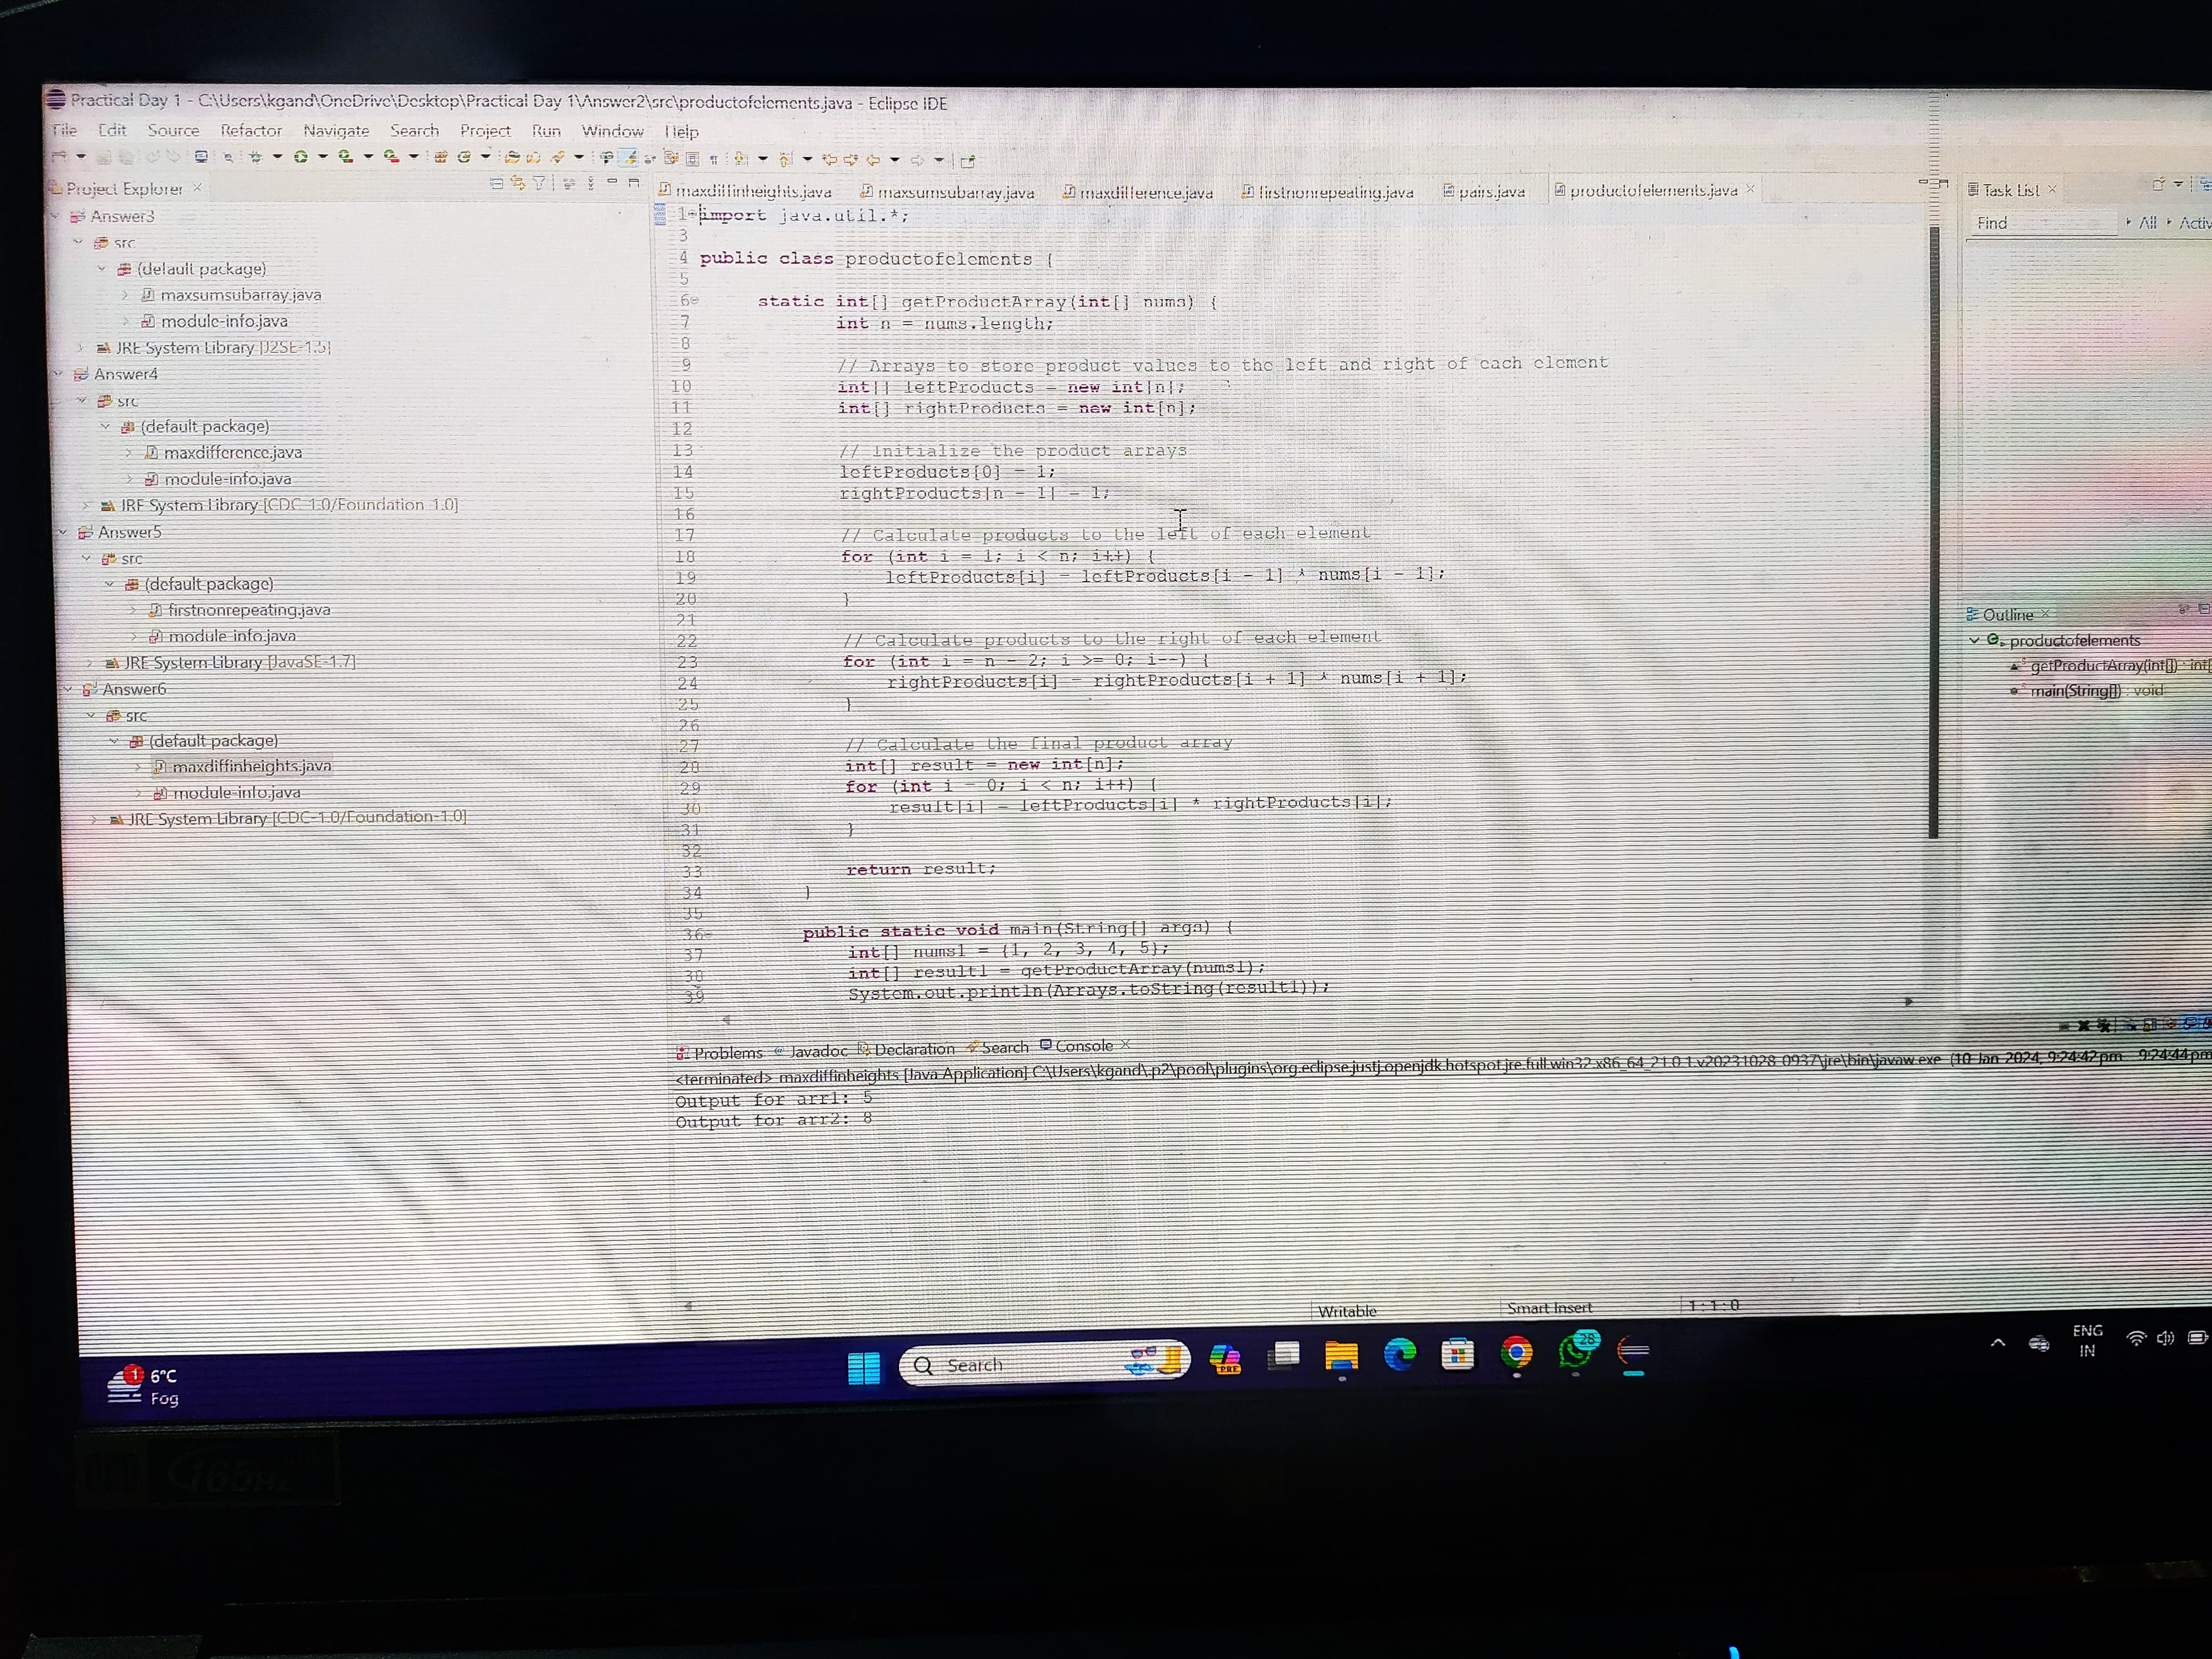 Practical Day 1 - C:\Users\kgand\OneDrive\Desktop\Practical Day 1\Answer2\src\productofelements.java - Eclipse IDE
File Edit Source Refactor Navigate Search Project Run Window Help
Project Explorer
Answer3
src
(default package)
maxsumsubarray.java
module-info.java
JRE System Library [J2SE-1.5]
Answer4
src
(default package)
maxdifference.java
module-info.java
JRE System Library [CDC-1.0/Foundation-1.0]
Answer5
src
(default package)
firstnonrepeating.java
module-info.java
JRE System Library [JavaSE-1.7]
Answer6
src
(default package)
maxdiffinheights.java
module-info.java
JRE System Library [CDC-1.0/Foundation-1.0]
maxdiffinheights.java maxsumsubarray.java maxdifference.java firstnonrepeating.java pairs.java productofelements.java
1 import java.util.*;
3
4 public class productofelements {
5
6 static int[] getProductArray(int[] nums) {
7 int n = nums.length;
8
9 // Arrays to store product values to the left and right of each element
10 int[] leftProducts = new int[n];
11 int[] rightProducts = new int[n];
12
13 // Initialize the product arrays
14 leftProducts[0] = 1;
15 rightProducts[n - 1] = 1;
16
17 // Calculate products to the left of each element
18 for (int i = 1; i < n; i++) {
19 leftProducts[i] = leftProducts[i - 1] * nums[i - 1];
20 }
21
22 // Calculate products to the right of each element
23 for (int i = n - 2; i >= 0; i--) {
24 rightProducts[i] = rightProducts[i + 1] * nums[i + 1];
25 }
26
27 // Calculate the final product array
28 int[] result = new int[n];
29 for (int i = 0; i < n; i++) {
30 result[i] = leftProducts[i] * rightProducts[i];
31 }
32
33 return result;
34 }
35
36 public static void main(String[] args) {
37 int[] nums1 = {1, 2, 3, 4, 5};
38 int[] result1 = getProductArray(nums1);
39 System.out.println(Arrays.toString(result1));
Problems Javadoc Declaration Search Console
<terminated> maxdiffinheights [Java Application] C:\Users\kgand\.p2\pool\plugins\org.eclipse.justj.openjdk.hotspot.jre.full.win32.x86_64_21.0.1.v20231028-0937\jre\bin\javaw.exe (10 Jan 2024, 9:24:42 pm – 9:24:44 pm
Output for arr1: 5
Output for arr2: 8
Task List
Find All Activ
Outline
productofelements
getProductArray(int[]) : int[
main(String[]) : void
Writable Smart Insert 1 : 1 : 0
1
6°C
Fog
Search
PRE
28
ENG
IN
165Hz